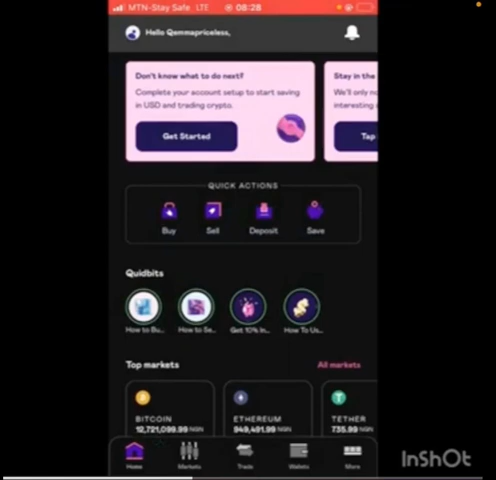 MTN-Stay Safe LTE 08:28
Hello Qemmapriceless,
Don't know what to do next?
Complete your account setup to start saving
in USD and trading crypto.
Get Started
Stay in the
We'll only no
interesting
Tap
QUICK ACTIONS
Buy Sell Deposit Save
Quidbits
How to Bu... How to Se... Get 10% In... How To Us...
Top markets All markets
BITCOIN ETHEREUM TETHER
12,721,099.99 NGN 949,491.99 NGN 735.99 NGN
Home Markets Trade Wallets More
InShOt